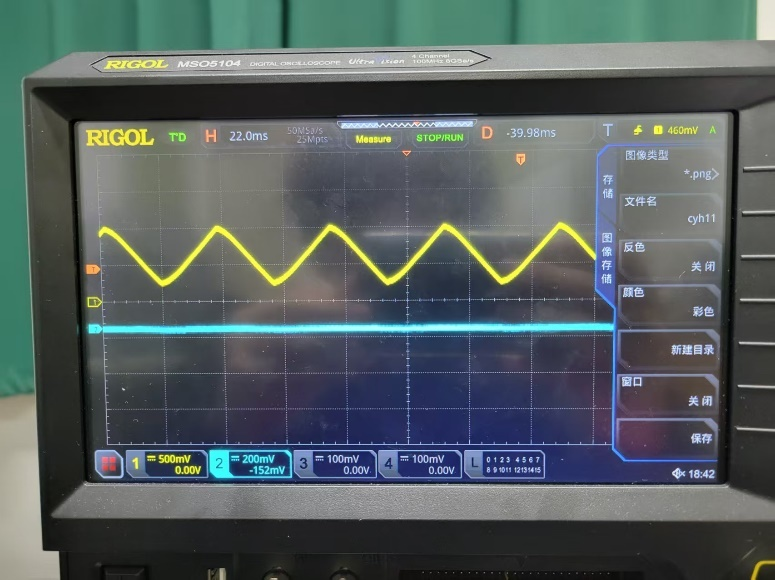 RIGOL MSO5104 DIGITAL OSCILLOSCOPE UltraVision 4 Channel 100MHz 8GSa/s
RIGOL T'D H 22.0ms 50MSa/s 25Mpts Measure STOP/RUN D -39.98ms T 1 460mV A
T
存储
图像存储
图像类型
*.png
文件名
cyh11
反色
关闭
颜色
彩色
新建目录
窗口
关闭
保存
1 500mV 0.00V
2 200mV -152mV
3 100mV 0.00V
4 100mV 0.00V
L 0 1 2 3 4 5 6 7
8 9 10 11 12 13 14 15
18:42